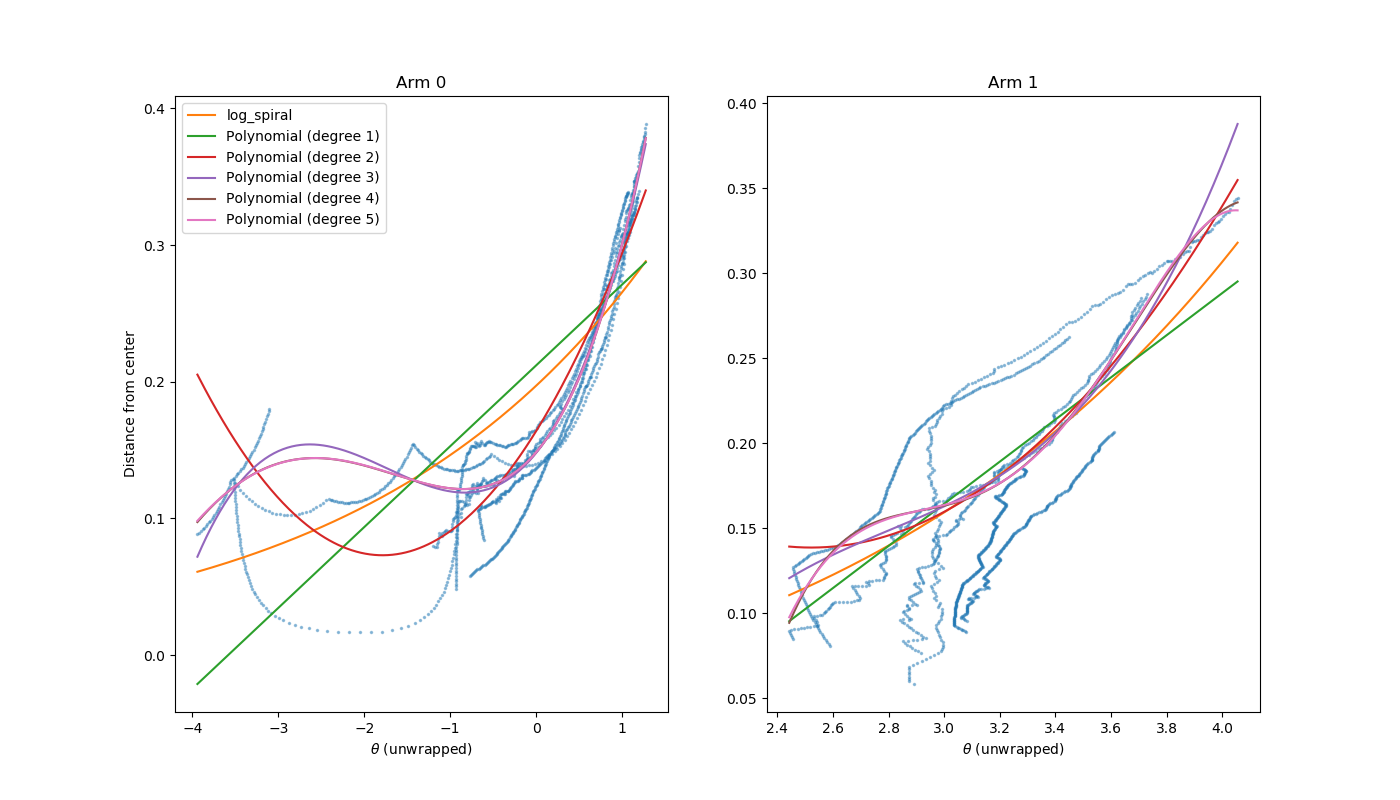 Arm 0
0.4
0.3
0.2
0.1
0.0
Distance from center
log_spiral
Polynomial (degree 1)
Polynomial (degree 2)
Polynomial (degree 3)
Polynomial (degree 4)
Polynomial (degree 5)
−4 −3 −2 −1 0 1
θ (unwrapped)
Arm 1
0.40
0.35
0.30
0.25
0.20
0.15
0.10
0.05
2.4 2.6 2.8 3.0 3.2 3.4 3.6 3.8 4.0
θ (unwrapped)